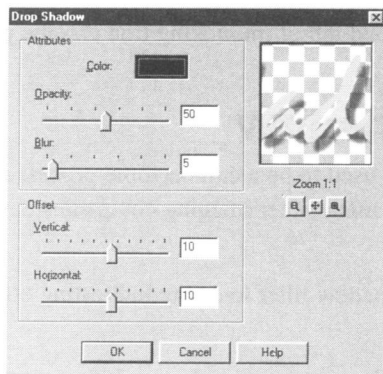 Drop Shadow
Attributes
Color:
Opacity:
50
Blur:
5
Zoom 1:1
Offset
Vertical:
10
Horizontal:
10
OK
Cancel
Help